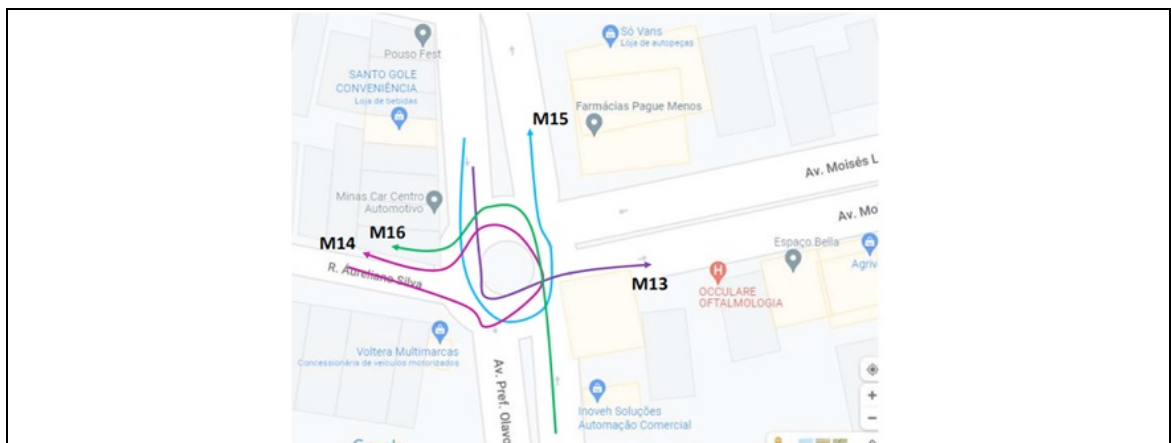 Pouso Fest
SANTO GOLE
CONVENIÊNCIA
Loja de bebidas
Só Vans
Loja de autopeças
M15
Farmácias Pague Menos
Av. Moisés L
Minas Car Centro
Automotivo
M16
M14
R. Aureliano Silva
Av. Mo
Espaço Bella
Agriv
M13
OCCULARE
OFTALMOLOGIA
Voltera Multimarcas
Concessionária de veículos motorizados
Av. Pref. Olavo
Inoveh Soluções
Automação Comercial